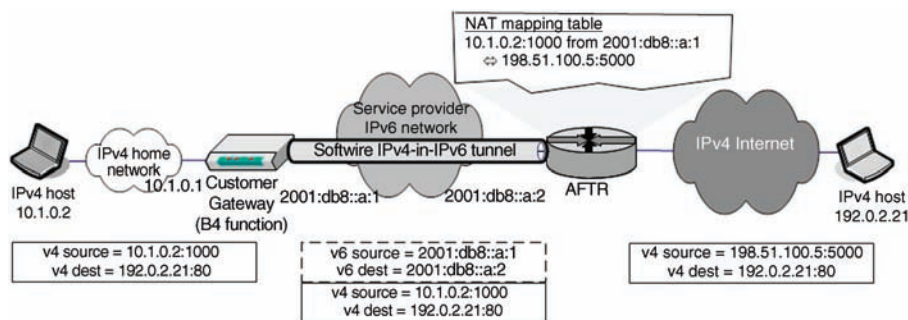 NAT mapping table
10.1.0.2:1000 from 2001:db8::a:1
⇔ 198.51.100.5:5000
Service provider
IPv6 network
IPv4 Internet
IPv4 home
network
Softwire IPv4-in-IPv6 tunnel
10.1.0.1
IPv4 host
10.1.0.2
Customer
Gateway
(B4 function)
2001:db8::a:1
2001:db8::a:2
AFTR
IPv4 host
192.0.2.21
v4 source = 10.1.0.2:1000
v4 dest = 192.0.2.21:80
v6 source = 2001:db8::a:1
v6 dest = 2001:db8::a:2
v4 source = 10.1.0.2:1000
v4 dest = 192.0.2.21:80
v4 source = 198.51.100.5:5000
v4 dest = 192.0.2.21:80